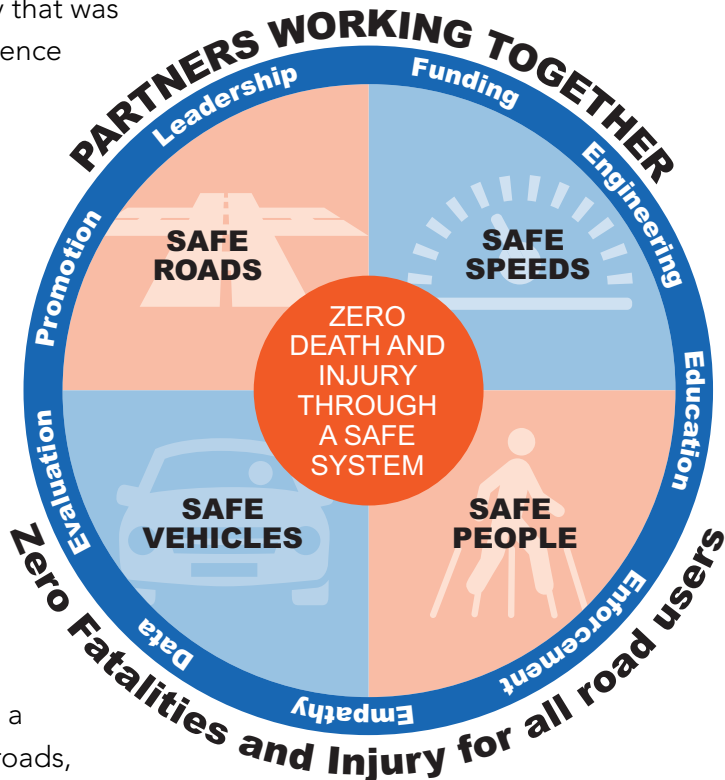 y that was
ence
PARTNERS WORKING TOGETHER
Leadership
Funding
Engineering
Education
Enforcement
Empathy
Data
Evaluation
Promotion
SAFE
ROADS
SAFE
SPEEDS
ZERO
DEATH AND
INJURY
THROUGH
A SAFE
SYSTEM
SAFE
VEHICLES
SAFE
PEOPLE
Zero Fatalities and Injury for all road users
a
roads,